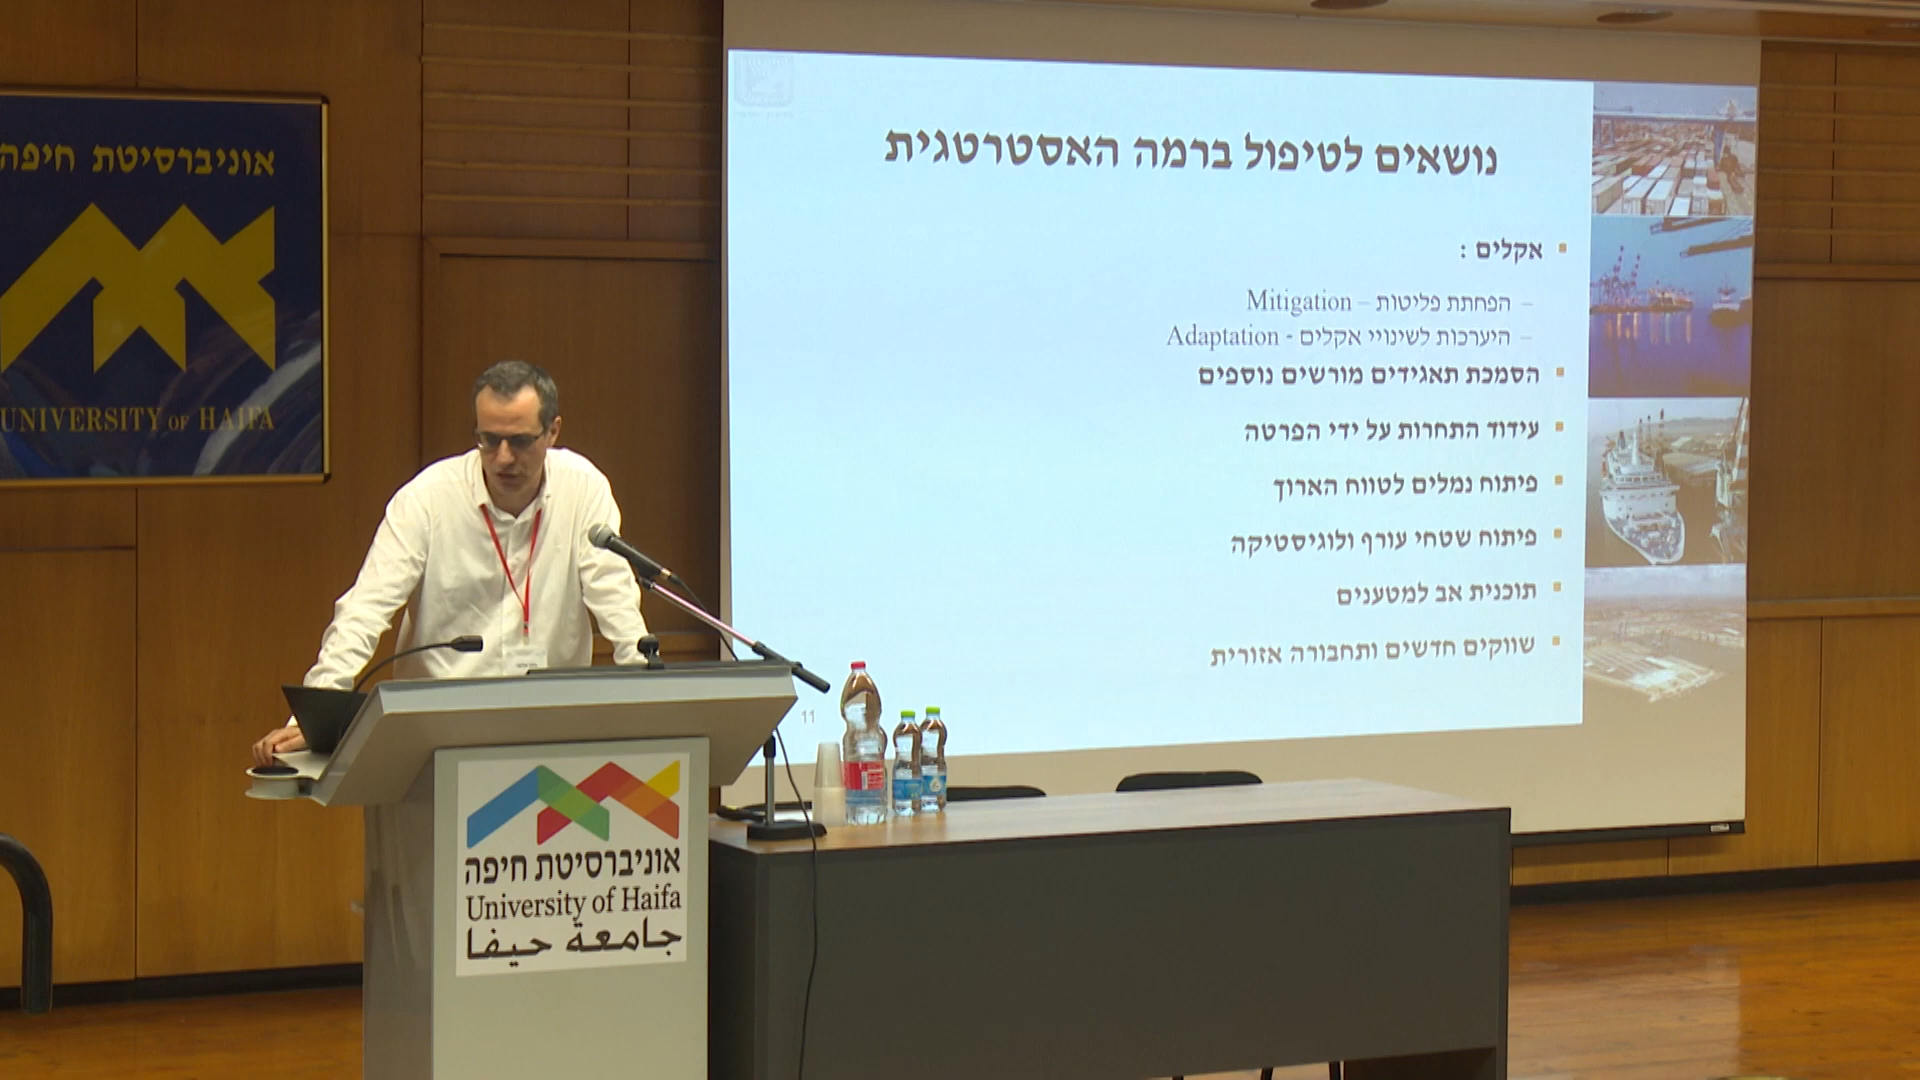 אוניברסיטת חיפה
UNIVERSITY OF HAIFA
נושאים לטיפול ברמה האסטרטגית
▪ אקלים :
– הפחתת פליטות – Mitigation
– היערכות לשינויי אקלים - Adaptation
▪ הסמכת תאגידים מורשים נוספים
▪ עידוד התחרות על ידי הפרטה
▪ פיתוח נמלים לטווח הארוך
▪ פיתוח שטחי עורף ולוגיסטיקה
▪ תוכנית אב למטענים
▪ שווקים חדשים ותחבורה אזורית
11
אוניברסיטת חיפה
University of Haifa
جامعة حيفا